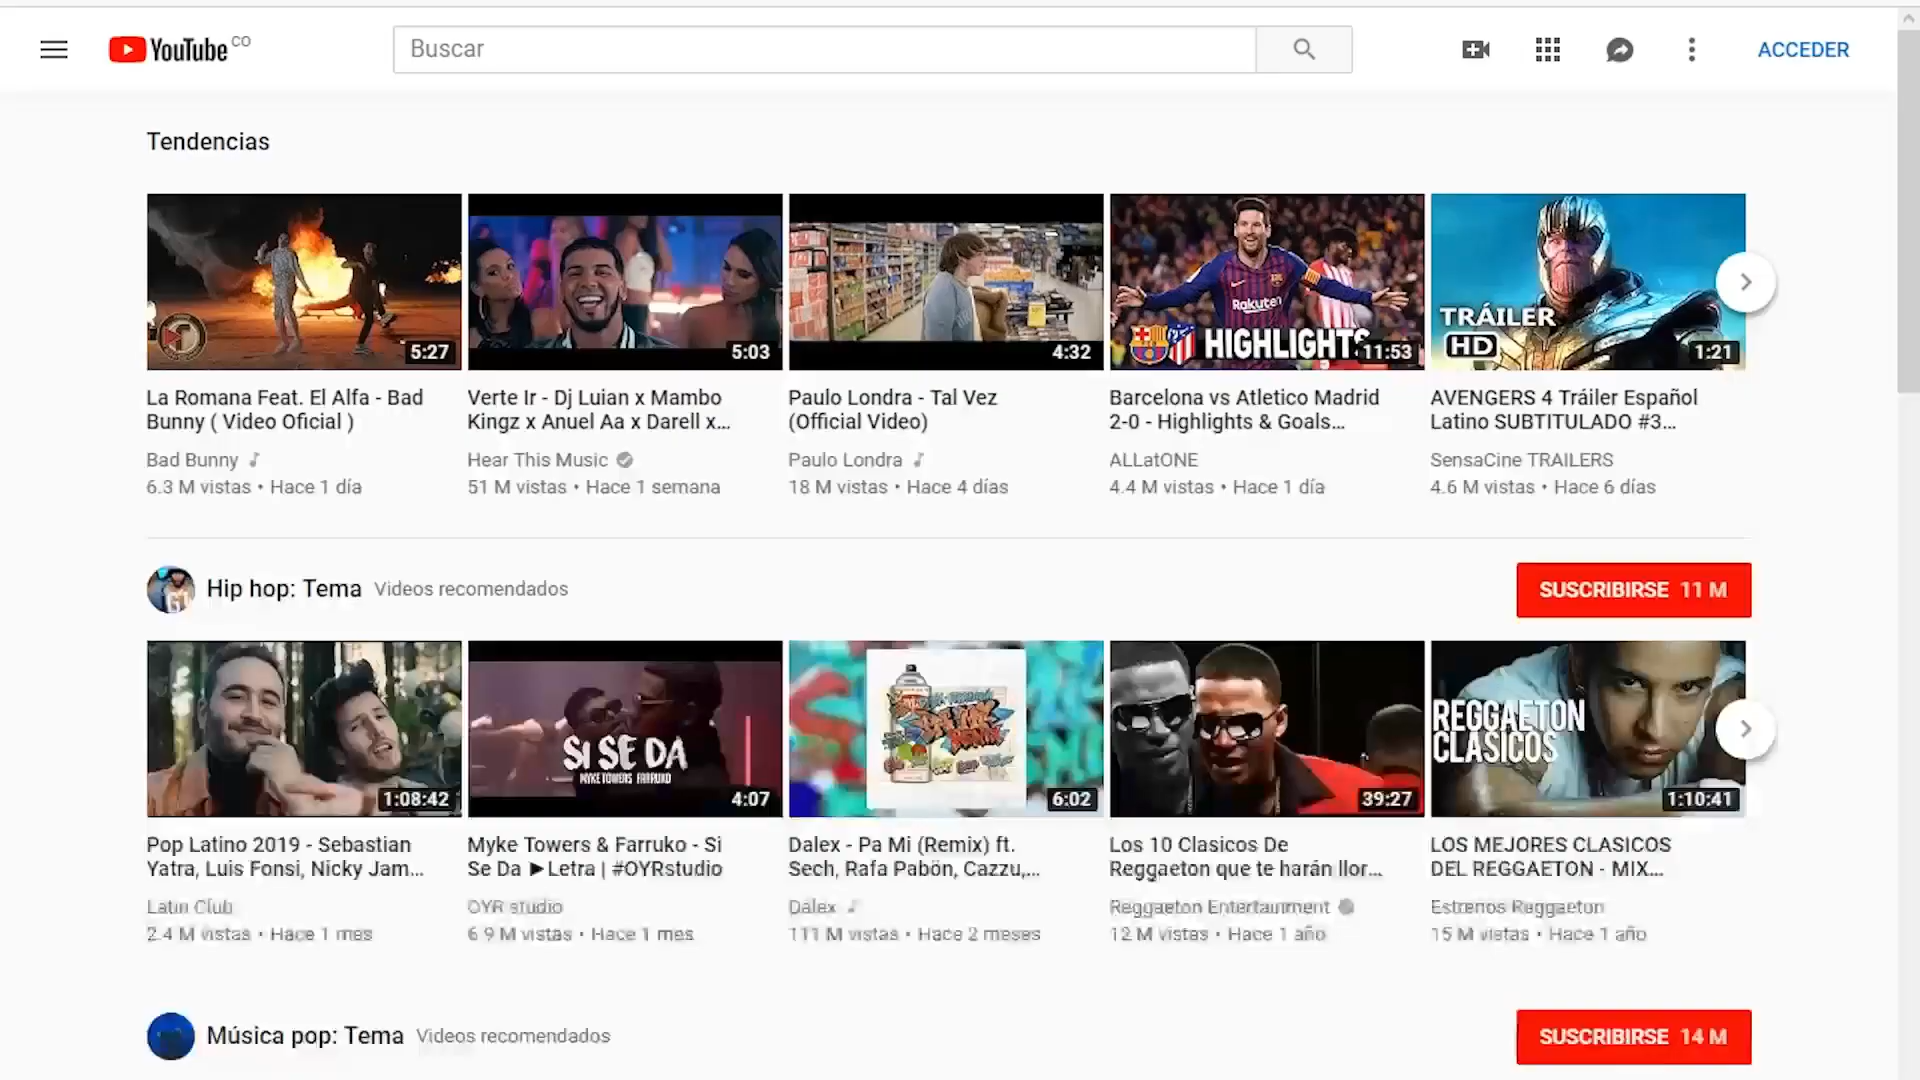 YouTube CO
Buscar
ACCEDER
Tendencias
5:27
5:03
4:32
Rakuten
HIGHLIGHTS
11:53
TRÁILER
HD
1:21
La Romana Feat. El Alfa - Bad
Bunny ( Video Oficial )
Bad Bunny
6.3 M vistas • Hace 1 día
Verte Ir - Dj Luian x Mambo
Kingz x Anuel Aa x Darell x...
Hear This Music
51 M vistas • Hace 1 semana
Paulo Londra - Tal Vez
(Official Video)
Paulo Londra
18 M vistas • Hace 4 días
Barcelona vs Atletico Madrid
2-0 - Highlights & Goals...
ALLatONE
4.4 M vistas • Hace 1 día
AVENGERS 4 Tráiler Español
Latino SUBTITULADO #3...
SensaCine TRAILERS
4.6 M vistas • Hace 6 días
Hip hop: Tema Videos recomendados
SUSCRIBIRSE 11 M
1:08:42
SI SE DA
MYKE TOWERS FARRUKO
4:07
6:02
39:27
REGGAETON
CLASICOS
1:10:41
Pop Latino 2019 - Sebastian
Yatra, Luis Fonsi, Nicky Jam...
Latin Club
2.4 M vistas • Hace 1 mes
Myke Towers & Farruko - Si
Se Da ►Letra | #OYRstudio
OYR studio
6.9 M vistas • Hace 1 mes
Dalex - Pa Mi (Remix) ft.
Sech, Rafa Pabön, Cazzu,...
Dalex
111 M vistas • Hace 2 meses
Los 10 Clasicos De
Reggaeton que te harán llor...
Reggaeton Entertainment
12 M vistas • Hace 1 año
LOS MEJORES CLASICOS
DEL REGGAETON - MIX...
Estrenos Reggaeton
15 M vistas • Hace 1 año
Música pop: Tema Videos recomendados
SUSCRIBIRSE 14 M